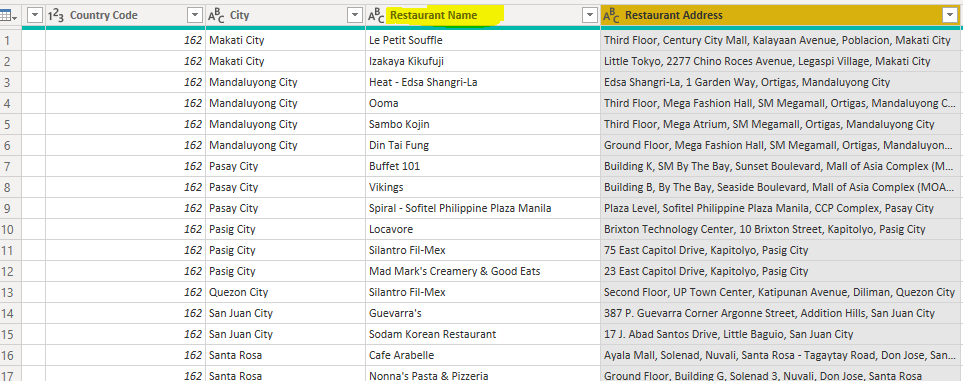 123 Country Code ABC City ABC Restaurant Name ABC Restaurant Address
1 162 Makati City Le Petit Souffle Third Floor, Century City Mall, Kalayaan Avenue, Poblacion, Makati City
2 162 Makati City Izakaya Kikufuji Little Tokyo, 2277 Chino Roces Avenue, Legaspi Village, Makati City
3 162 Mandaluyong City Heat - Edsa Shangri-La Edsa Shangri-La, 1 Garden Way, Ortigas, Mandaluyong City
4 162 Mandaluyong City Ooma Third Floor, Mega Fashion Hall, SM Megamall, Ortigas, Mandaluyong C...
5 162 Mandaluyong City Sambo Kojin Third Floor, Mega Atrium, SM Megamall, Ortigas, Mandaluyong City
6 162 Mandaluyong City Din Tai Fung Ground Floor, Mega Fashion Hall, SM Megamall, Ortigas, Mandaluyon...
7 162 Pasay City Buffet 101 Building K, SM By The Bay, Sunset Boulevard, Mall of Asia Complex (M...
8 162 Pasay City Vikings Building B, By The Bay, Seaside Boulevard, Mall of Asia Complex (MOA...
9 162 Pasay City Spiral - Sofitel Philippine Plaza Manila Plaza Level, Sofitel Philippine Plaza Manila, CCP Complex, Pasay City
10 162 Pasig City Locavore Brixton Technology Center, 10 Brixton Street, Kapitolyo, Pasig City
11 162 Pasig City Silantro Fil-Mex 75 East Capitol Drive, Kapitolyo, Pasig City
12 162 Pasig City Mad Mark's Creamery & Good Eats 23 East Capitol Drive, Kapitolyo, Pasig City
13 162 Quezon City Silantro Fil-Mex Second Floor, UP Town Center, Katipunan Avenue, Diliman, Quezon City
14 162 San Juan City Guevarra's 387 P. Guevarra Corner Argonne Street, Addition Hills, San Juan City
15 162 San Juan City Sodam Korean Restaurant 17 J. Abad Santos Drive, Little Baguio, San Juan City
16 162 Santa Rosa Cafe Arabelle Ayala Mall, Solenad, Nuvali, Santa Rosa - Tagaytay Road, Don Jose, San...
17 162 Santa Rosa Nonna's Pasta & Pizzeria Ground Floor, Building G, Solenad 3, Nuvali, Don Jose, Santa Rosa